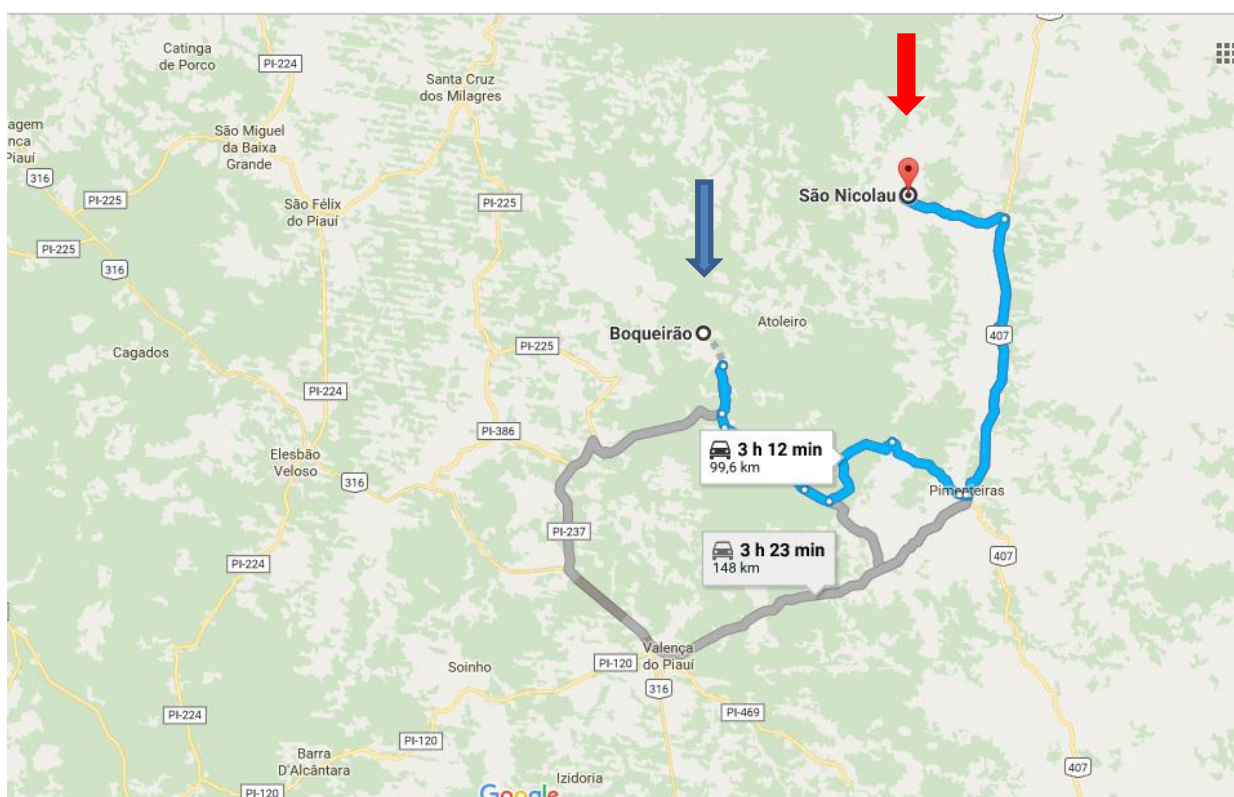 Catinga
de Porco
PI-224
Santa Cruz
dos Milagres
agem
nca
Piauí
316
São Miguel
da Baixa
Grande
PI-225
São Félix
do Piauí
PI-225
São Nicolau
PI-225
316
Boqueirão
Atoleiro
407
Cagados
PI-225
PI-224
PI-386
3 h 12 min
99,6 km
Elesbão
Veloso
316
Pimenteiras
PI-237
3 h 23 min
148 km
407
PI-224
Valença
do Piauí
Soinho
PI-120
316
PI-224
PI-469
PI-120
Barra
D'Alcântara
407
Izidoria
PI-120
Google